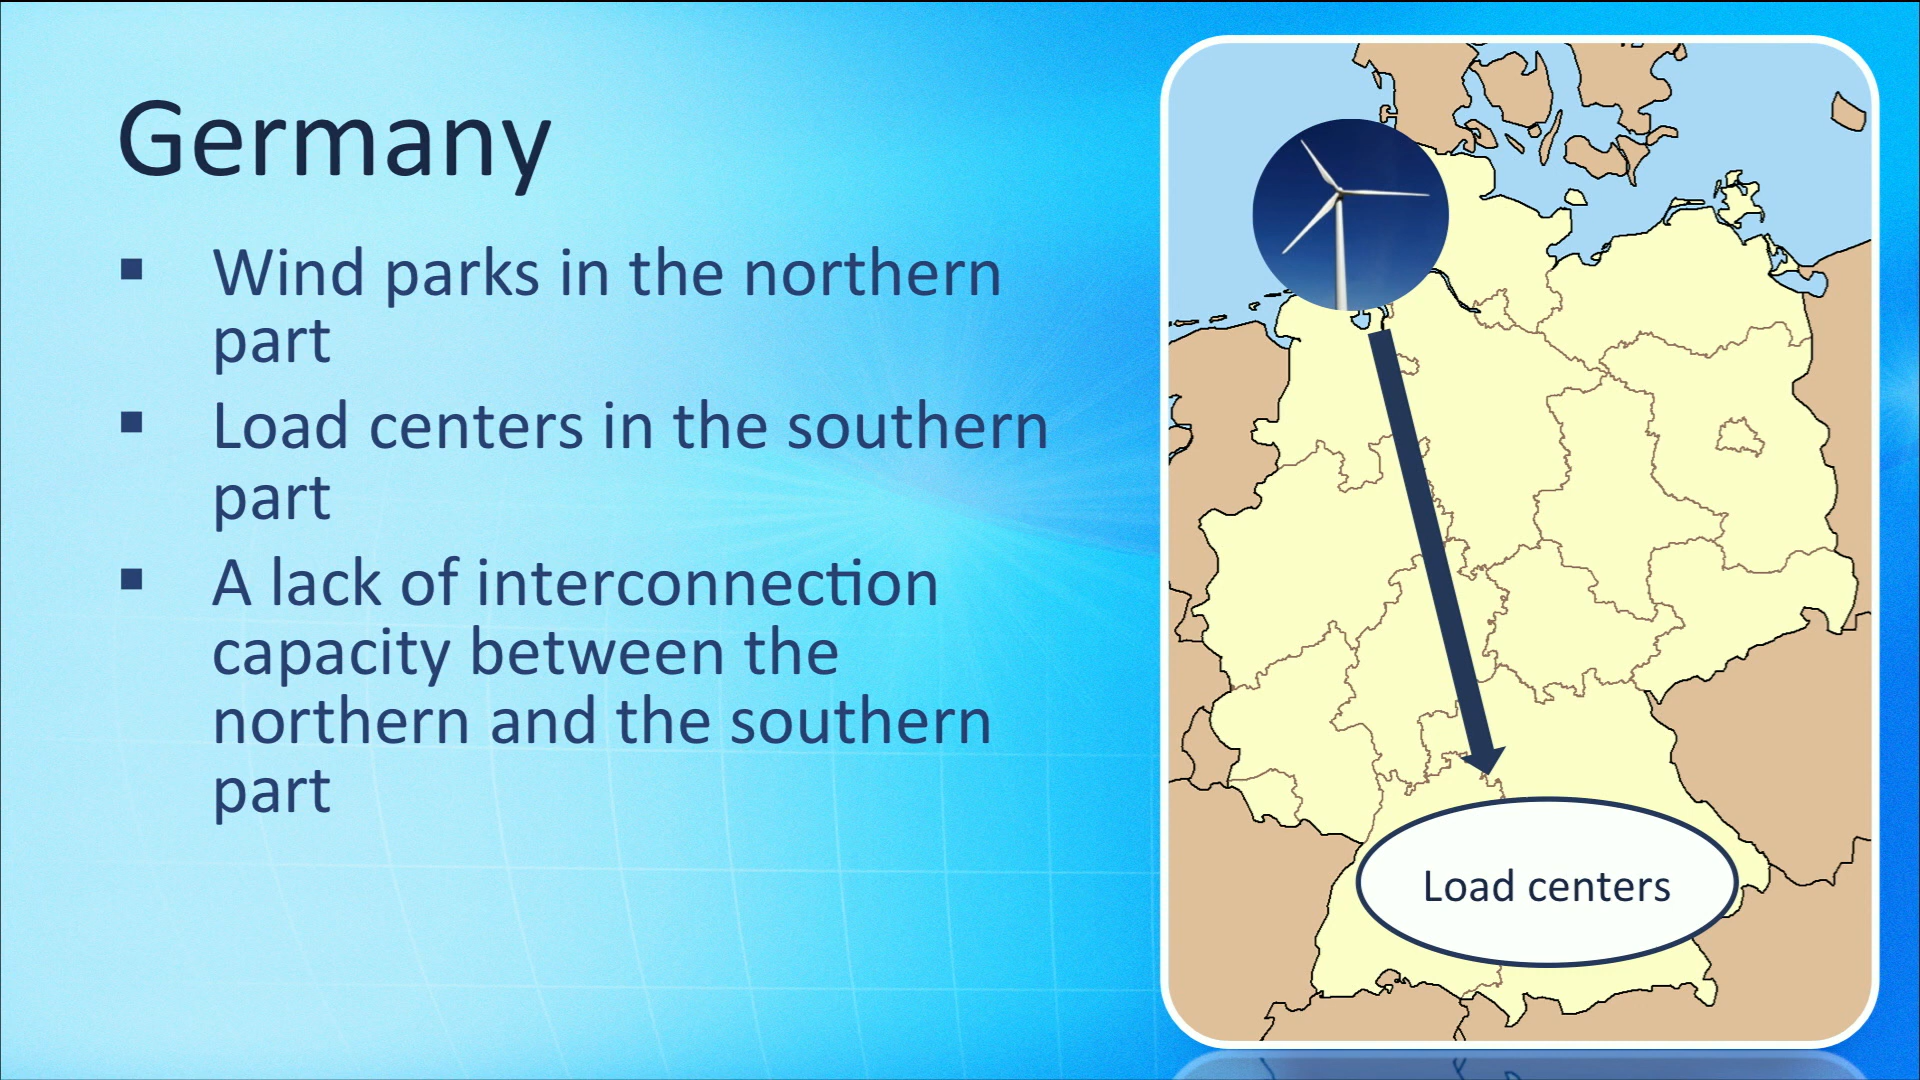 Germany
Wind parks in the northern
part
Load centers in the southern
part
A lack of interconnection
capacity between the
northern and the southern
part
Load centers